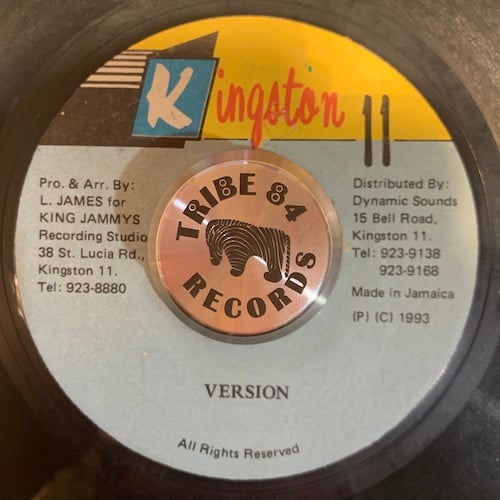 Kingston 11
Pro. & Arr. By:
L. JAMES for
KING JAMMYS
Recording Studio
38 St. Lucia Rd.,
Kingston 11.
Tel: 923-8880
TRIBE 84
RECORDS
Distributed By:
Dynamic Sounds
15 Bell Road,
Kingston 11.
Tel: 923-9138
923-9168
Made in Jamaica
(P) (C) 1993
VERSION
All Rights Reserved